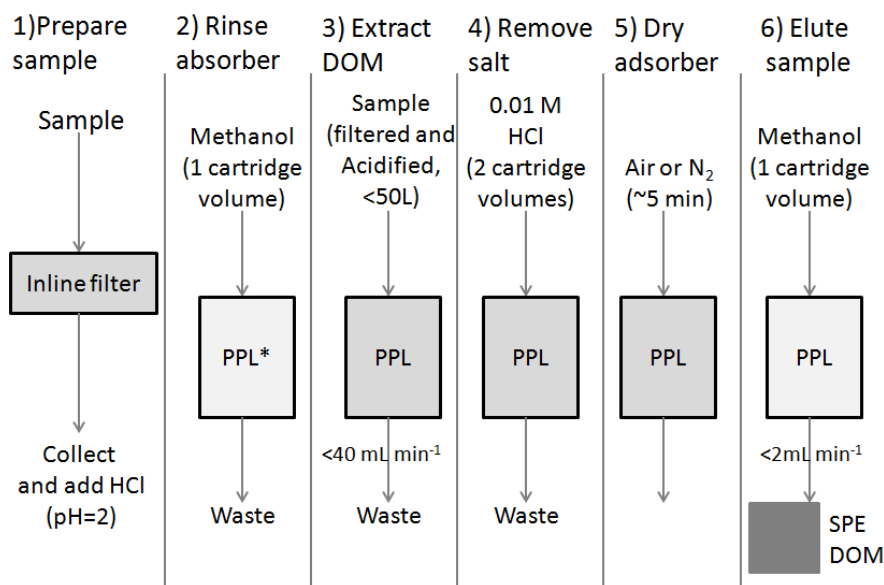 1)Prepare
sample
Sample
Inline filter
Collect
and add HCl
(pH=2)
2) Rinse
absorber
Methanol
(1 cartridge
volume)
PPL*
Waste
3) Extract
DOM
Sample
(filtered and
Acidified,
<50L)
PPL
<40 mL min⁻¹
Waste
4) Remove
salt
0.01 M
HCl
(2 cartridge
volumes)
PPL
Waste
5) Dry
adsorber
Air or N₂
(~5 min)
PPL
6) Elute
sample
Methanol
(1 cartridge
volume)
PPL
<2mL min⁻¹
SPE
DOM